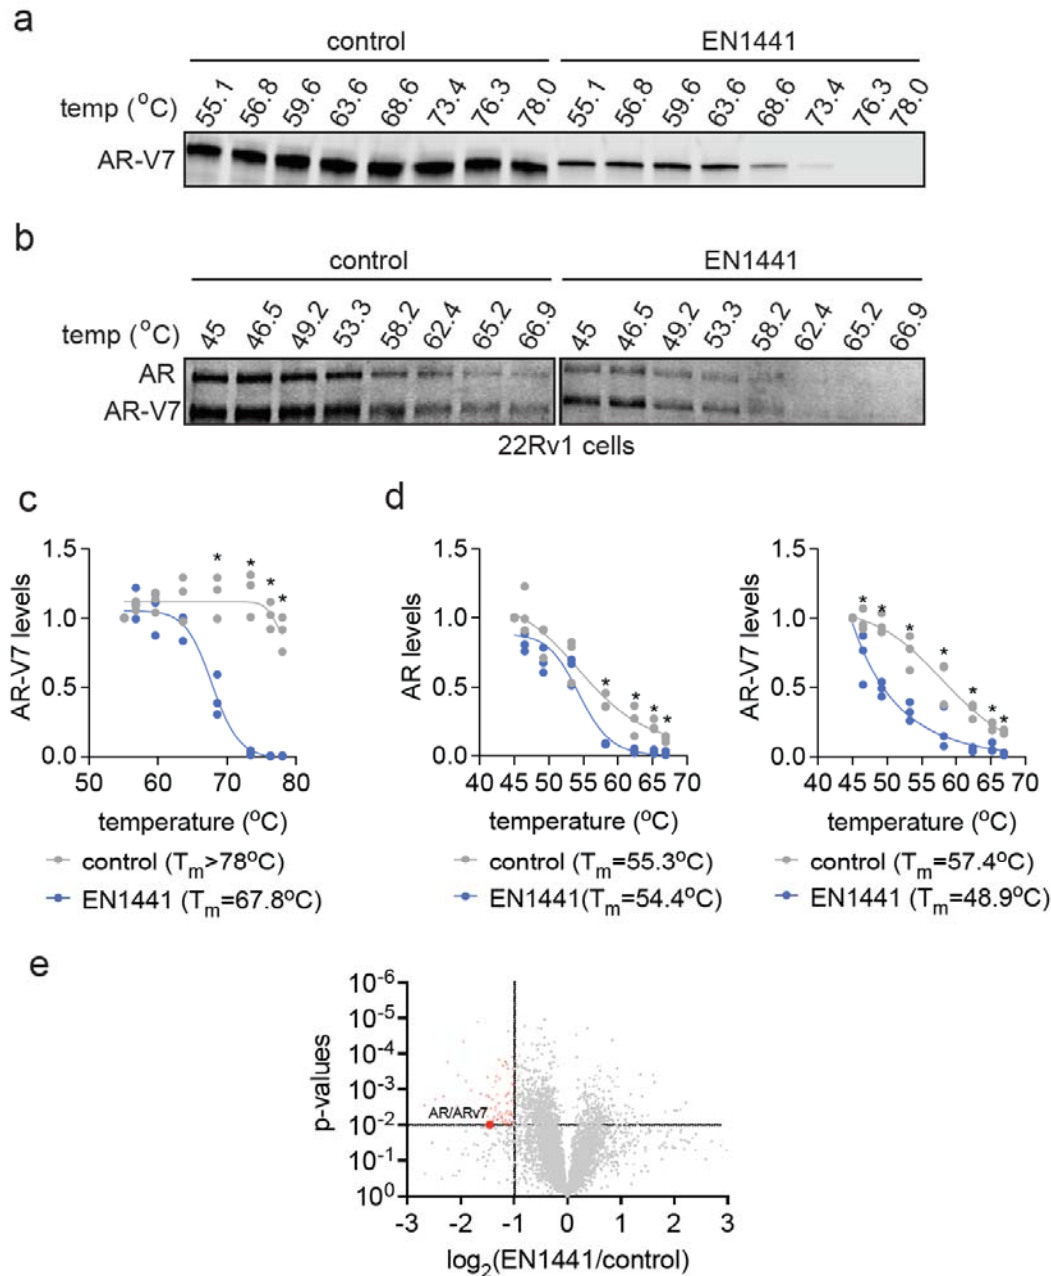 a
control EN1441
temp (°C) 55.1 56.8 59.6 63.6 68.6 73.4 76.3 78.0 55.1 56.8 59.6 63.6 68.6 73.4 76.3 78.0
AR-V7
b
control EN1441
temp (°C) 45 46.5 49.2 53.3 58.2 62.4 65.2 66.9 45 46.5 49.2 53.3 58.2 62.4 65.2 66.9
AR
AR-V7
22Rv1 cells
c
AR-V7 levels
1.5
1.0
0.5
0.0
* * * *
50 60 70 80
temperature (°C)
control (Tm>78°C)
EN1441 (Tm=67.8°C)
d
AR levels
1.5
1.0
0.5
0.0
* * * *
40 45 50 55 60 65 70
temperature (°C)
control (Tm=55.3°C)
EN1441(Tm=54.4°C)
AR-V7 levels
1.5
1.0
0.5
0.0
* * * * * * *
40 45 50 55 60 65 70
temperature (°C)
control (Tm=57.4°C)
EN1441 (Tm=48.9°C)
e
p-values
10-6
10-5
10-4
10-3
10-2
10-1
100
AR/ARv7
-3 -2 -1 0 1 2 3
log2(EN1441/control)